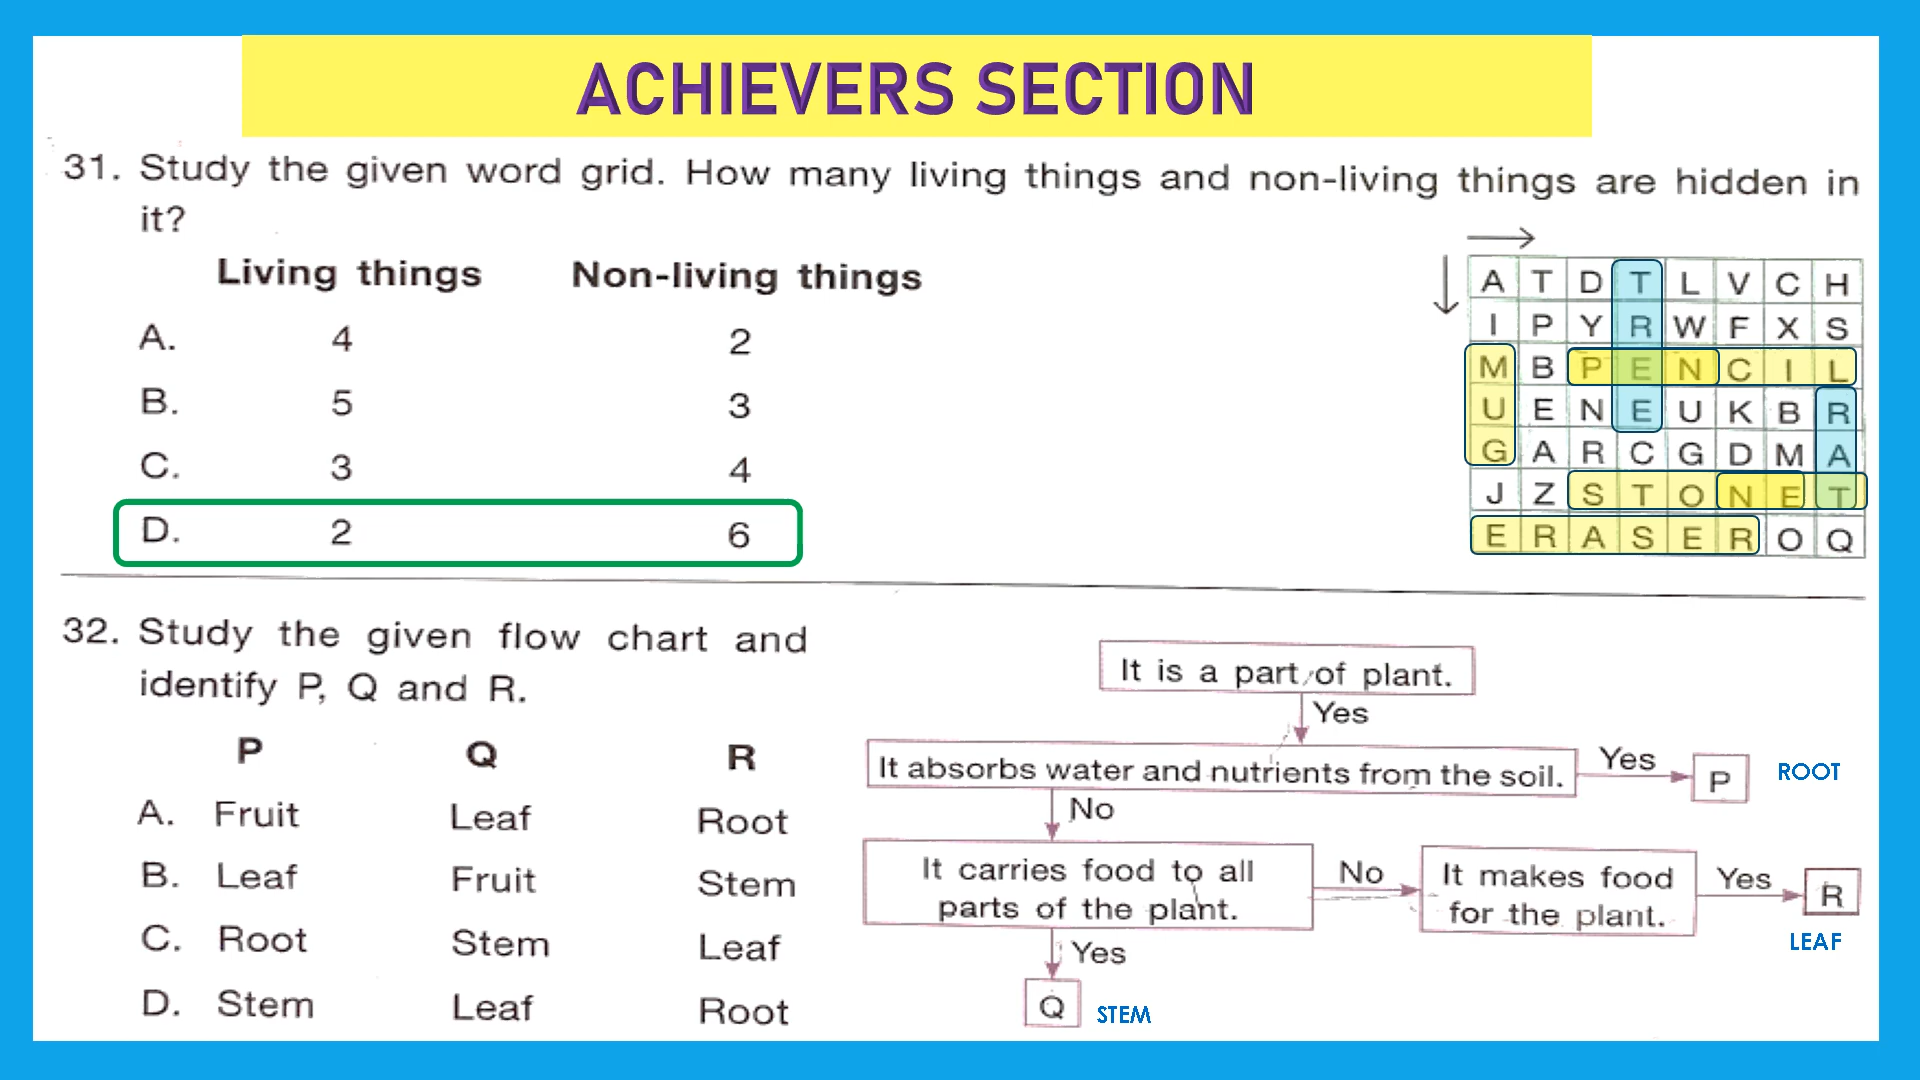 ACHIEVERS SECTION
31. Study the given word grid. How many living things and non-living things are hidden in
it?
Living things Non-living things
A. 4 2
B. 5 3
C. 3 4
D. 2 6
A T D T L V C H
I P Y R W F X S
M B P E N C I L
U E N E U K B R
G A R C G D M A
J Z S T O N E T
E R A S E R O Q
32. Study the given flow chart and
identify P, Q and R.
P Q R
A. Fruit Leaf Root
B. Leaf Fruit Stem
C. Root Stem Leaf
D. Stem Leaf Root
It is a part of plant.
Yes
It absorbs water and nutrients from the soil.
Yes
P
ROOT
No
It carries food to all
parts of the plant.
No
It makes food
for the plant.
Yes
R
LEAF
Yes
Q
STEM